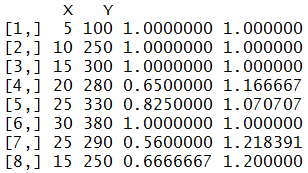 X Y
[1,] 5 100 1.0000000 1.000000
[2,] 10 250 1.0000000 1.000000
[3,] 15 300 1.0000000 1.000000
[4,] 20 280 0.6500000 1.166667
[5,] 25 330 0.8250000 1.070707
[6,] 30 380 1.0000000 1.000000
[7,] 25 290 0.5600000 1.218391
[8,] 15 250 0.6666667 1.200000